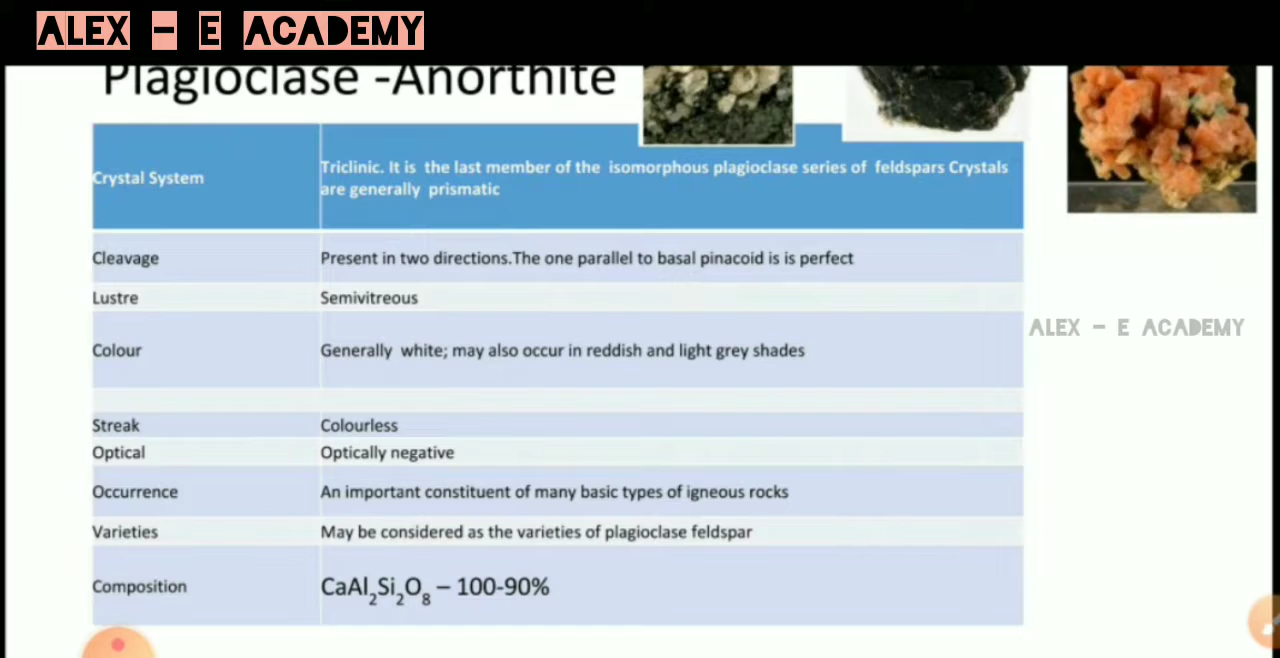 ALEX - E ACADEMY
Plagioclase -Anorthite
Crystal System
Triclinic. It is the last member of the isomorphous plagioclase series of feldspars Crystals
are generally prismatic
Cleavage
Present in two directions.The one parallel to basal pinacoid is is perfect
Lustre
Semivitreous
ALEX - E ACADEMY
Colour
Generally white; may also occur in reddish and light grey shades
Streak
Colourless
Optical
Optically negative
Occurrence
An important constituent of many basic types of igneous rocks
Varieties
May be considered as the varieties of plagioclase feldspar
Composition
CaAl₂Si₂O₈ – 100-90%